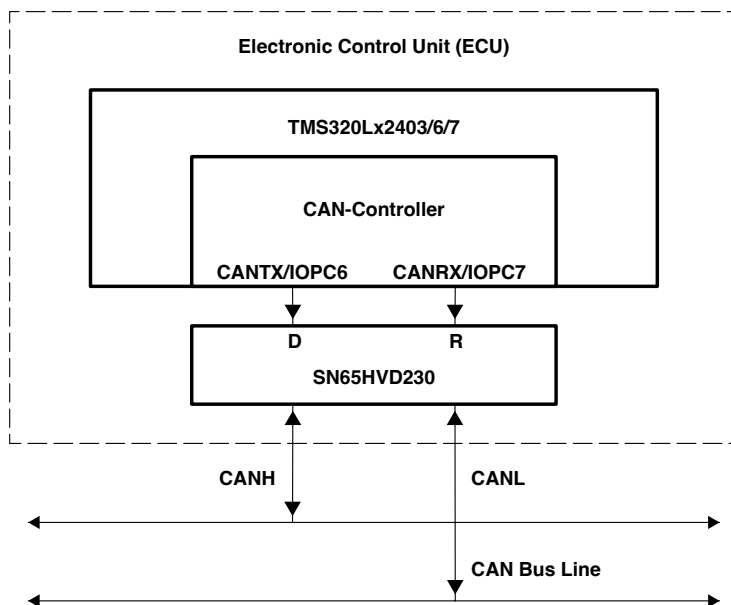 Electronic Control Unit (ECU)
TMS320Lx2403/6/7
CAN-Controller
CANTX/IOPC6 CANRX/IOPC7
D R
SN65HVD230
CANH CANL
CAN Bus Line